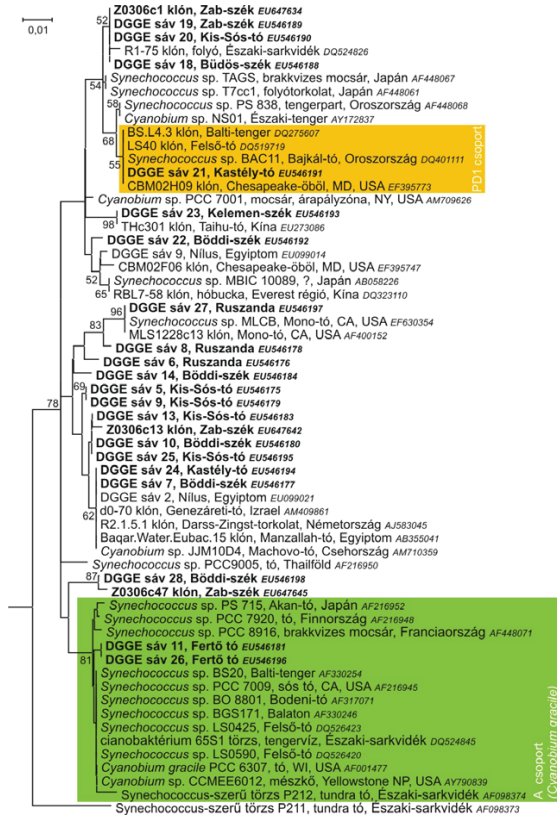 0,01
Z0306c1 klón, Zab-szék EU647634
52
DGGE sáv 19, Zab-szék EU546189
DGGE sáv 20, Kis-Sós-tó EU546190
R1-75 klón, folyó, Északi-sarkvidék DQ524826
DGGE sáv 18, Büdös-szék EU546188
54
Synechococcus sp. TAGS, brakkvizes mocsár, Japán AF448067
Synechococcus sp. T7cc1, folyótorkolat, Japán AF448061
58
Synechococcus sp. PS 838, tengerpart, Oroszország AF448068
Cyanobium sp. NS01, Északi-tenger AY172837
68
BS.L4.3 klón, Balti-tenger DQ275607
LS40 klón, Felső-tó DQ519719
55
Synechococcus sp. BAC11, Bajkál-tó, Oroszország DQ401111
DGGE sáv 21, Kastély-tó EU546191
CBM02H09 klón, Chesapeake-öböl, MD, USA EF395773
PD1 csoport
Cyanobium sp. PCC 7001, mocsár, árapályzóna, NY, USA AM709626
DGGE sáv 23, Kelemen-szék EU546193
98
THc301 klón, Taihu-tó, Kína EU273086
DGGE sáv 22, Böddi-szék EU546192
DGGE sáv 9, Nílus, Egyiptom EU099014
CBM02F06 klón, Chesapeake-öböl, MD, USA EF395747
52
Synechococcus sp. MBIC 10089, ?, Japán AB058226
65
RBL7-58 klón, hóbucka, Everest régió, Kína DQ323110
DGGE sáv 27, Ruszanda EU546197
96
83
Synechococcus sp. MLCB, Mono-tó, CA, USA EF630354
MLS1228c13 klón, Mono-tó, CA, USA AF400152
DGGE sáv 8, Ruszanda EU546178
DGGE sáv 6, Ruszanda EU546176
DGGE sáv 14, Böddi-szék EU546184
69
DGGE sáv 5, Kis-Sós-tó EU546175
DGGE sáv 9, Kis-Sós-tó EU546179
78
DGGE sáv 13, Kis-Sós-tó EU546183
Z0306c13 klón, Zab-szék EU647642
DGGE sáv 10, Böddi-szék EU546180
DGGE sáv 25, Kis-Sós-tó EU546195
DGGE sáv 24, Kastély-tó EU546194
DGGE sáv 7, Böddi-szék EU546177
DGGE sáv 2, Nílus, Egyiptom EU099021
d0-70 klón, Genezáreti-tó, Izrael AM409861
62
R2.1.5.1 klón, Darss-Zingst-torkolat, Németország AJ583045
Baqar.Water.Eubac.15 klón, Manzallah-tó, Egyiptom AB355041
Cyanobium sp. JJM10D4, Machovo-tó, Csehország AM710359
Synechococcus sp. PCC9005, tó, Thaiföld AF216950
87
DGGE sáv 28, Böddi-szék EU546198
Z0306c47 klón, Zab-szék EU647645
Synechococcus sp. PS 715, Akan-tó, Japán AF216952
Synechococcus sp. PCC 7920, tó, Finnország AF216948
Synechococcus sp. PCC 8916, brakkvizes mocsár, Franciaország AF448071
81
DGGE sáv 11, Fertő tó EU546181
DGGE sáv 26, Fertő tó EU546196
Synechococcus sp. BS20, Balti-tenger AF330254
Synechococcus sp. PCC 7009, sós tó, CA, USA AF216945
Synechococcus sp. BO 8801, Bodeni-tó AF317071
Synechococcus sp. BGS171, Balaton AF330246
Synechococcus sp. LS0425, Felső-tó DQ526423
cianobaktérium 65S1 törzs, tengervíz, Északi-sarkvidék DQ524845
Synechococcus sp. LS0590, Felső-tó DQ526420
Cyanobium gracile PCC 6307, tó, WI, USA AF001477
Cyanobium sp. CCMEE6012, mészkő, Yellowstone NP, USA AY790839
Synechococcus-szerű törzs P212, tundra tó, Északi-sarkvidék AF098374
A csoport
(Cyanobium gracile)
Synechococcus-szerű törzs P211, tundra tó, Északi-sarkvidék AF098373